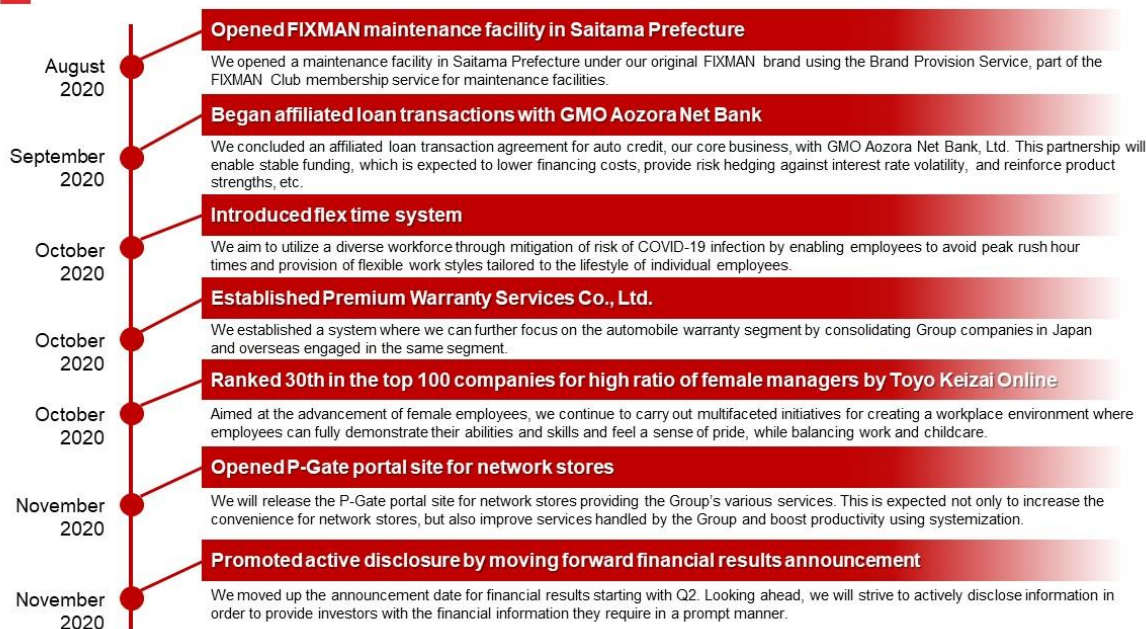 Opened FIXMAN maintenance facility in Saitama Prefecture
August
2020
We opened a maintenance facility in Saitama Prefecture under our original FIXMAN brand using the Brand Provision Service, part of the
FIXMAN Club membership service for maintenance facilities.
Began affiliated loan transactions with GMO Aozora Net Bank
September
2020
We concluded an affiliated loan transaction agreement for auto credit, our core business, with GMO Aozora Net Bank, Ltd. This partnership will
enable stable funding, which is expected to lower financing costs, provide risk hedging against interest rate volatility, and reinforce product
strengths, etc.
Introduced flex time system
October
2020
We aim to utilize a diverse workforce through mitigation of risk of COVID-19 infection by enabling employees to avoid peak rush hour
times and provision of flexible work styles tailored to the lifestyle of individual employees.
Established Premium Warranty Services Co., Ltd.
October
2020
We established a system where we can further focus on the automobile warranty segment by consolidating Group companies in Japan
and overseas engaged in the same segment.
Ranked 30th in the top 100 companies for high ratio of female managers by Toyo Keizai Online
October
2020
Aimed at the advancement of female employees, we continue to carry out multifaceted initiatives for creating a workplace environment where
employees can fully demonstrate their abilities and skills and feel a sense of pride, while balancing work and childcare.
Opened P-Gate portal site for network stores
November
2020
We will release the P-Gate portal site for network stores providing the Group's various services. This is expected not only to increase the
convenience for network stores, but also improve services handled by the Group and boost productivity using systemization.
Promoted active disclosure by moving forward financial results announcement
November
2020
We moved up the announcement date for financial results starting with Q2. Looking ahead, we will strive to actively disclose information in
order to provide investors with the financial information they require in a prompt manner.